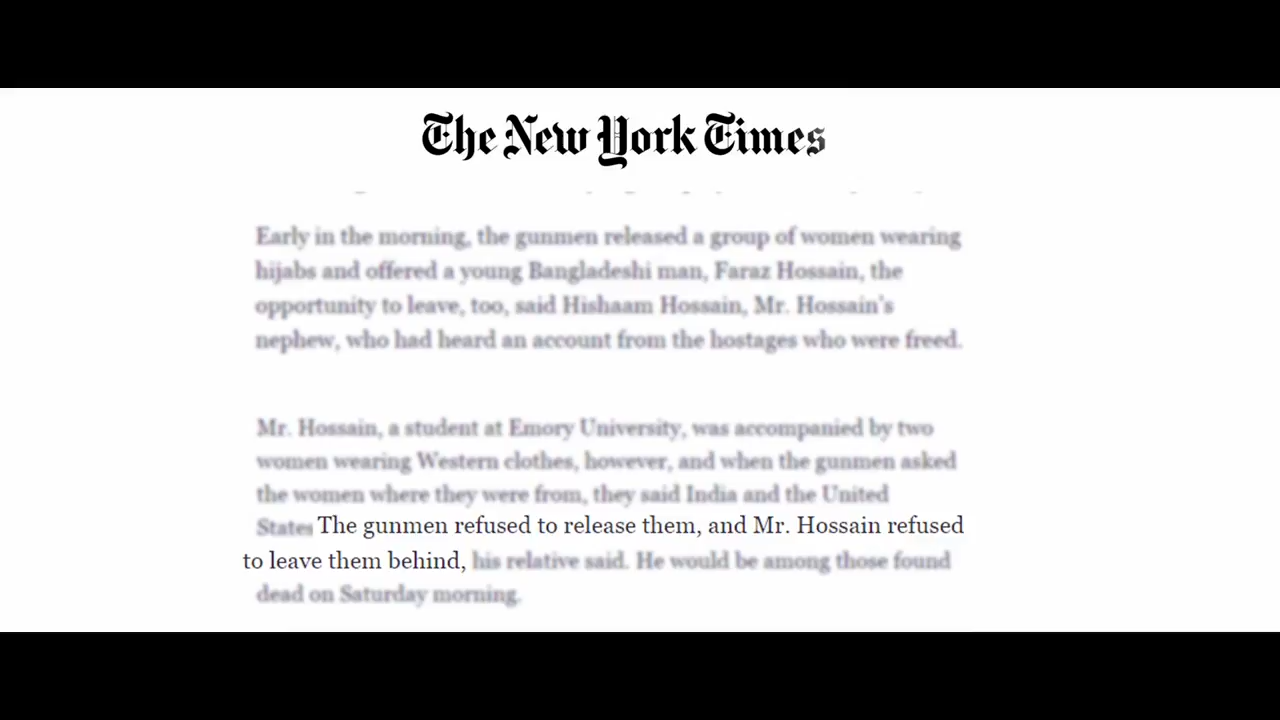 The New York Times
Early in the morning, the gunmen released a group of women wearing
hijabs and offered a young Bangladeshi man, Faraz Hossain, the
opportunity to leave, too, said Hishaam Hossain, Mr. Hossain's
nephew, who had heard an account from the hostages who were freed.
Mr. Hossain, a student at Emory University, was accompanied by two
women wearing Western clothes, however, and when the gunmen asked
the women where they were from, they said India and the United
States The gunmen refused to release them, and Mr. Hossain refused
to leave them behind, his relative said. He would be among those found
dead on Saturday morning.